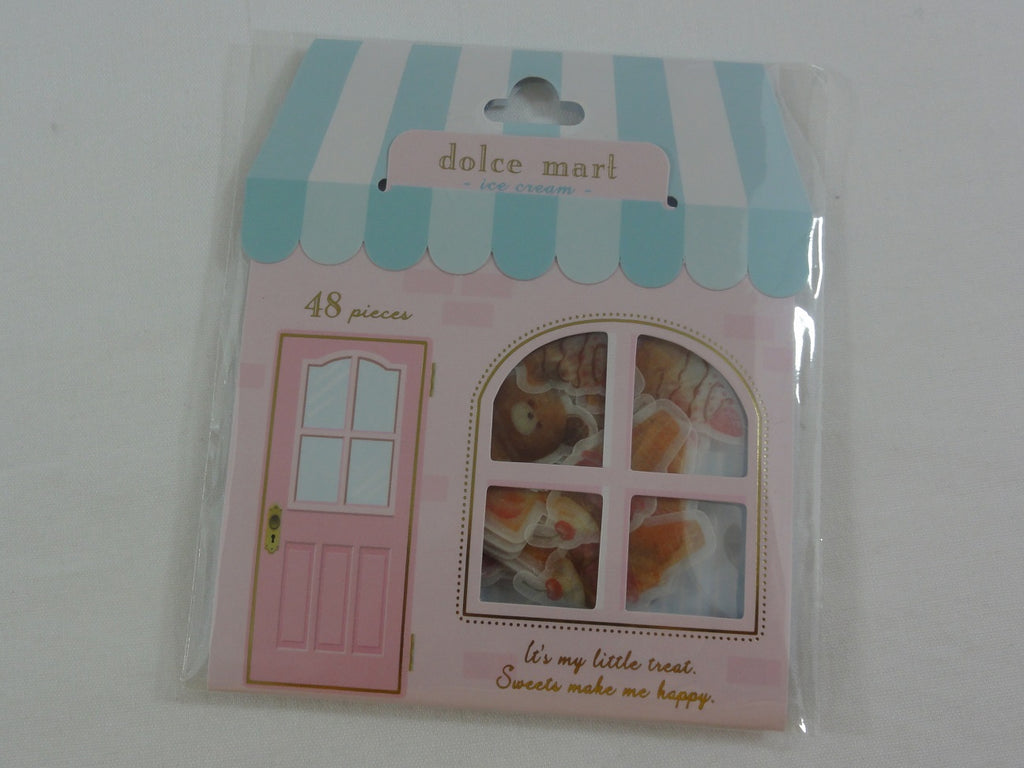 dolce mart
- ice cream -
48 pieces
It's my little treat.
Sweets make me happy.